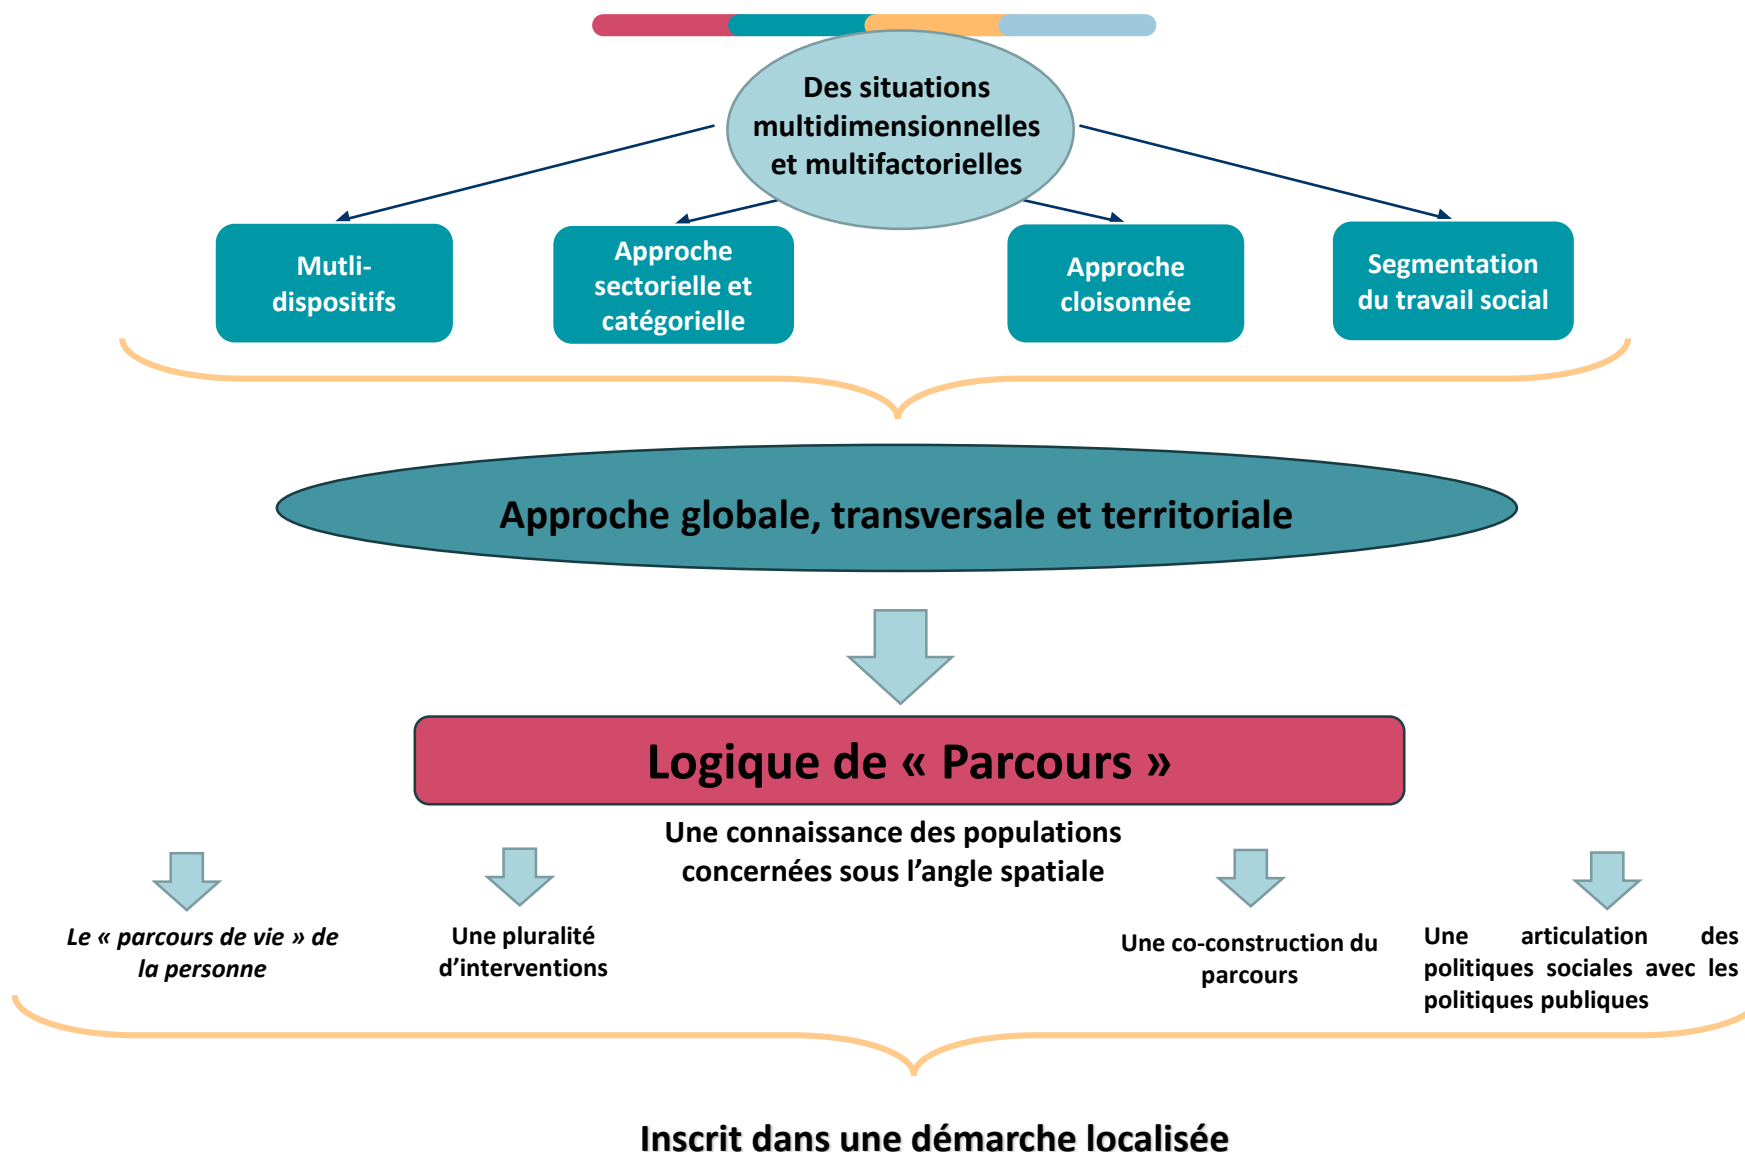 Des situations
multidimensionnelles
et multifactorielles
Mutli-
dispositifs
Approche
sectorielle et
catégorielle
Approche
cloisonnée
Segmentation
du travail social
Approche globale, transversale et territoriale
Logique de « Parcours »
Une connaissance des populations
concernées sous l’angle spatiale
Le « parcours de vie » de
la personne
Une pluralité
d’interventions
Une co-construction du
parcours
Une articulation des
politiques sociales avec les
politiques publiques
Inscrit dans une démarche localisée